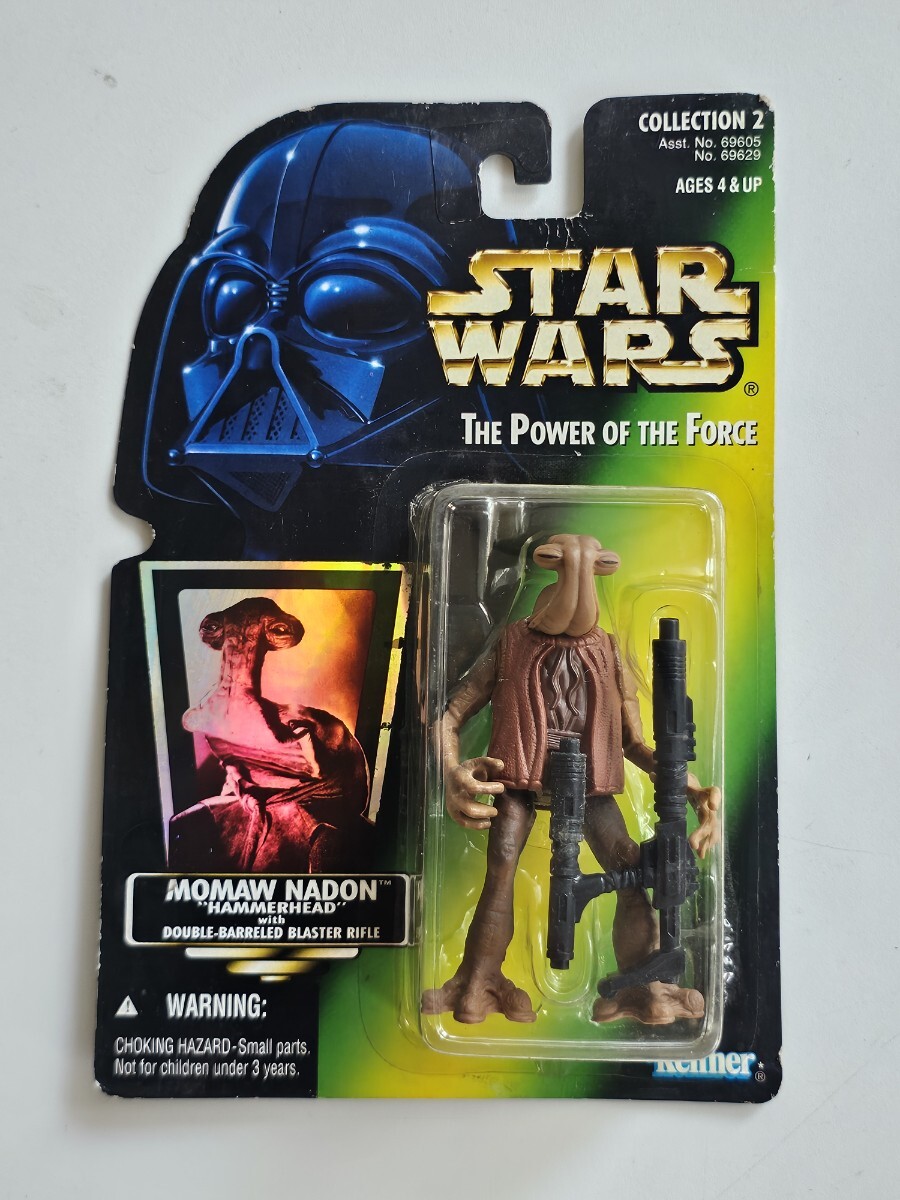 COLLECTION 2
Asst. No. 69605
No. 69629
AGES 4 & UP
STAR
WARS®
THE POWER OF THE FORCE
MOMAW NADON™
"HAMMERHEAD"
with
DOUBLE-BARRELED BLASTER RIFLE
WARNING:
CHOKING HAZARD-Small parts.
Not for children under 3 years.
Kenner®